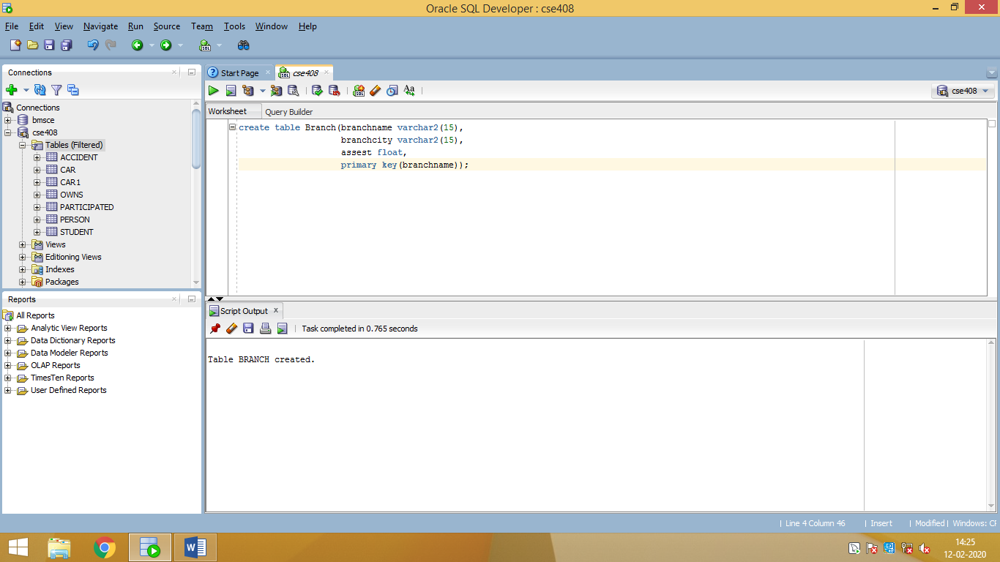 Oracle SQL Developer : cse408
File Edit View Navigate Run Source Team Tools Window Help
Connections
Connections
bmsce
cse408
Tables (Filtered)
ACCIDENT
CAR
CAR1
OWNS
PARTICIPATED
PERSON
STUDENT
Views
Editioning Views
Indexes
Packages
Reports
All Reports
Analytic View Reports
Data Dictionary Reports
Data Modeler Reports
OLAP Reports
TimesTen Reports
User Defined Reports
Start Page cse408
cse408
Worksheet Query Builder
create table Branch(branchname varchar2(15),
branchcity varchar2(15),
assest float,
primary key(branchname));
Script Output
Task completed in 0.765 seconds
Table BRANCH created.
Line 4 Column 46 Insert Modified Windows: CF
14:25
12-02-2020